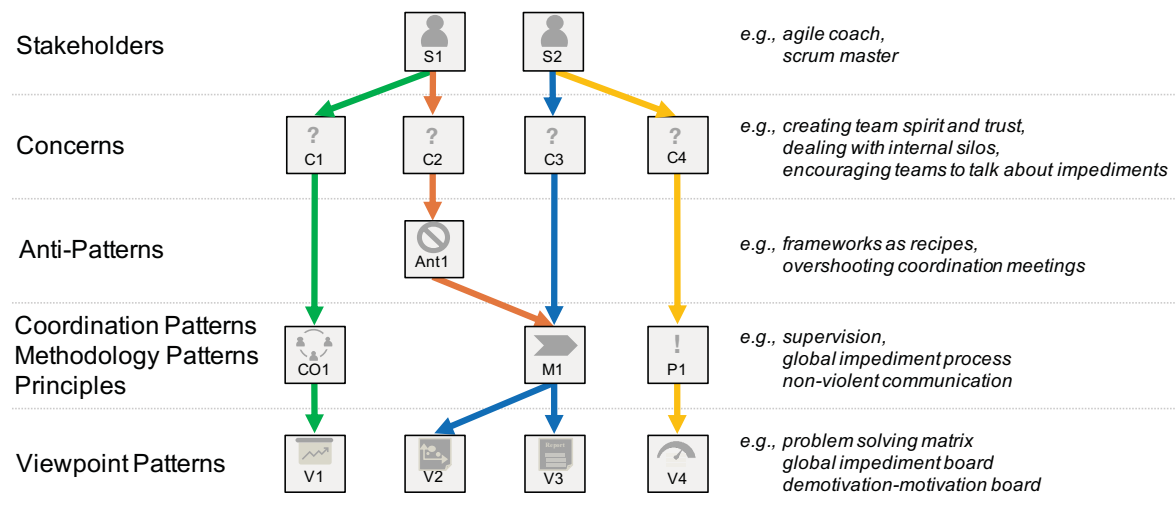 Stakeholders
S1
S2
e.g., agile coach,
scrum master
Concerns
?
C1
?
C2
?
C3
?
C4
e.g., creating team spirit and trust,
dealing with internal silos,
encouraging teams to talk about impediments
Anti-Patterns
Ant1
e.g., frameworks as recipes,
overshooting coordination meetings
Coordination Patterns
Methodology Patterns
Principles
CO1
M1
!
P1
e.g., supervision,
global impediment process
non-violent communication
Viewpoint Patterns
V1
V2
Report
V3
V4
e.g., problem solving matrix
global impediment board
demotivation-motivation board